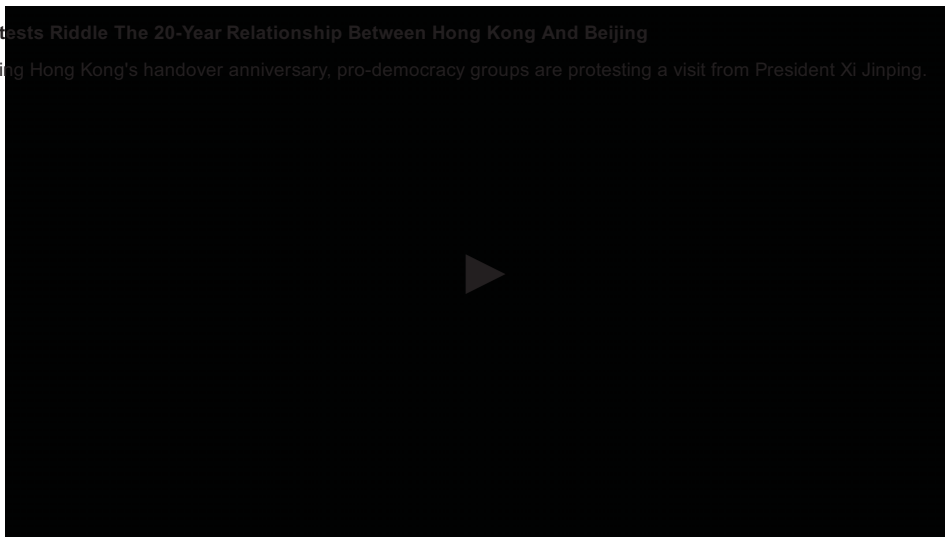 tests Riddle The 20-Year Relationship Between Hong Kong And Beijing
ing Hong Kong's handover anniversary, pro-democracy groups are protesting a visit from President Xi Jinping.